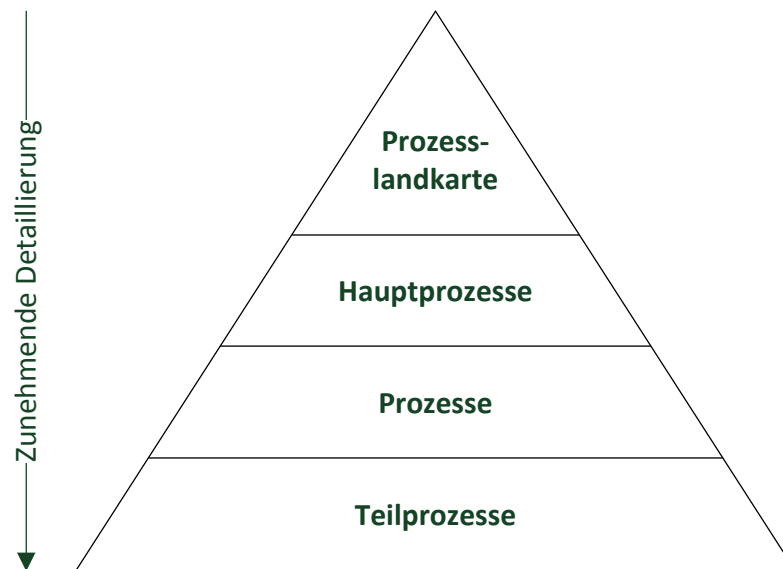 Zunehmende Detaillierung
Prozess-
landkarte
Hauptprozesse
Prozesse
Teilprozesse